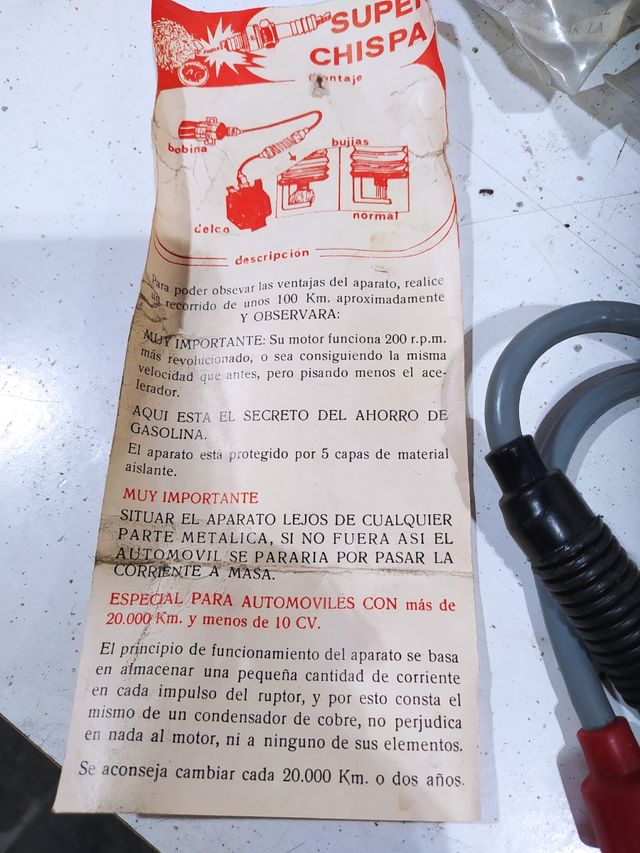 SUPER
CHISPA
montaje
bobina
bujias
delco
normal
descripción
Para poder obsevar las ventajas del aparato, realice
un recorrido de unos 100 Km. aproximadamente
Y OBSERVARA:
MUY IMPORTANTE: Su motor funciona 200 r.p.m.
más revolucionado, o sea consiguiendo la misma
velocidad que antes, pero pisando menos el ace-
lerador.
AQUI ESTA EL SECRETO DEL AHORRO DE
GASOLINA.
El aparato está protegido por 5 capas de material
aislante.
MUY IMPORTANTE
SITUAR EL APARATO LEJOS DE CUALQUIER
PARTE METALICA, SI NO FUERA ASI EL
AUTOMOVIL SE PARARIA POR PASAR LA
CORRIENTE A MASA.
ESPECIAL PARA AUTOMOVILES CON más de
20.000 Km. y menos de 10 CV.
El principio de funcionamiento del aparato se basa
en almacenar una pequeña cantidad de corriente
en cada impulso del ruptor, y por esto consta el
mismo de un condensador de cobre, no perjudica
en nada al motor, ni a ninguno de sus elementos.
Se aconseja cambiar cada 20.000 Km. o dos años.